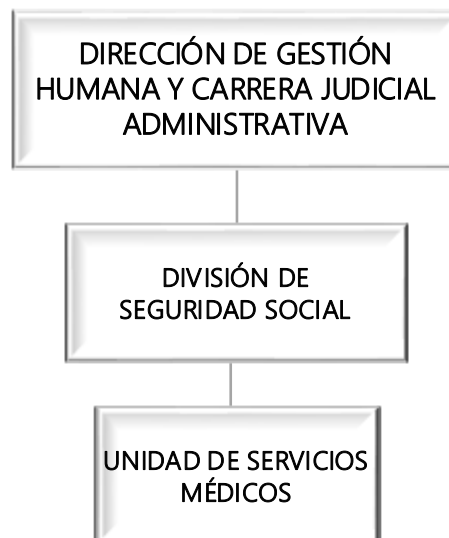 DIRECCIÓN DE GESTIÓN
HUMANA Y CARRERA JUDICIAL
ADMINISTRATIVA
DIVISIÓN DE
SEGURIDAD SOCIAL
UNIDAD DE SERVICIOS
MÉDICOS